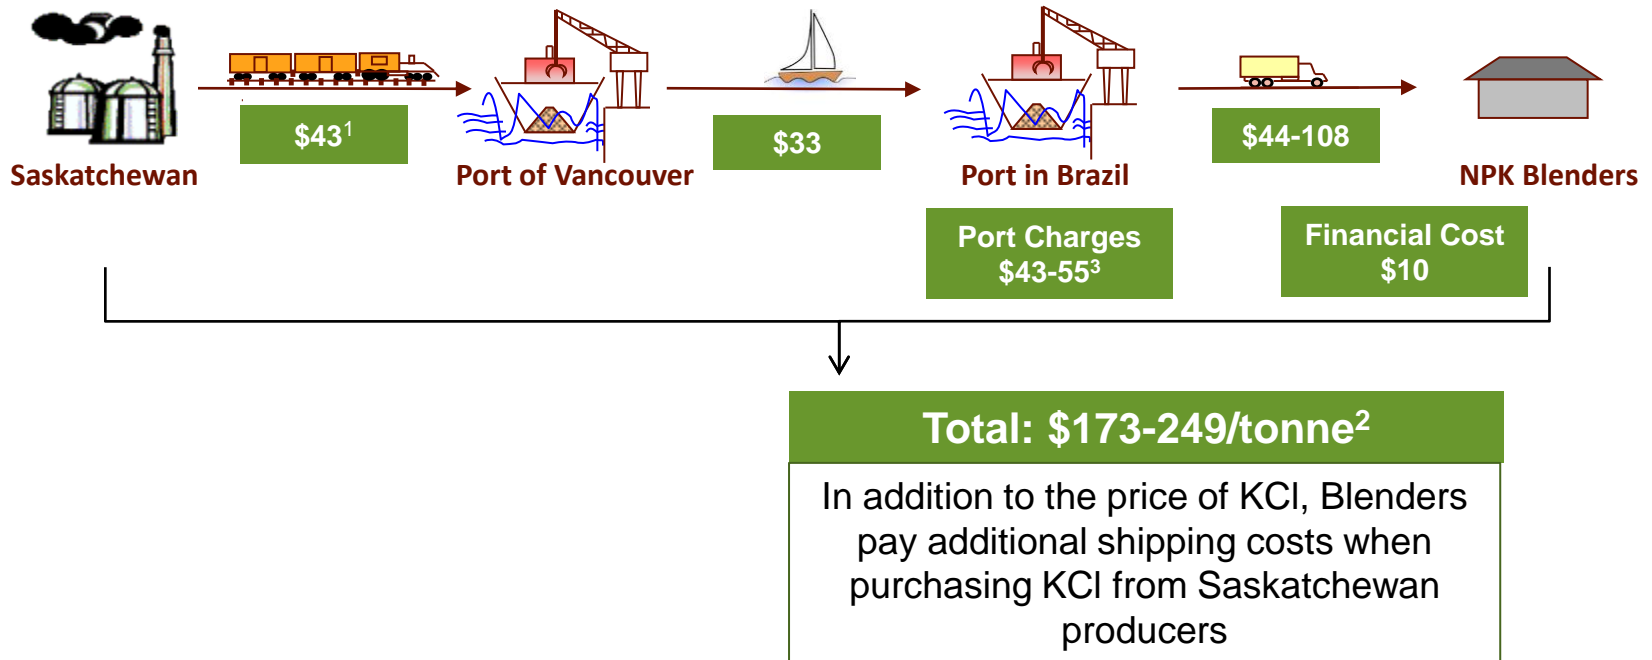 $43¹
$33
$44-108
Saskatchewan
Port of Vancouver
Port in Brazil
NPK Blenders
Port Charges
$43-55³
Financial Cost
$10
Total: $173-249/tonne²
In addition to the price of KCl, Blenders
pay additional shipping costs when
purchasing KCl from Saskatchewan
producers